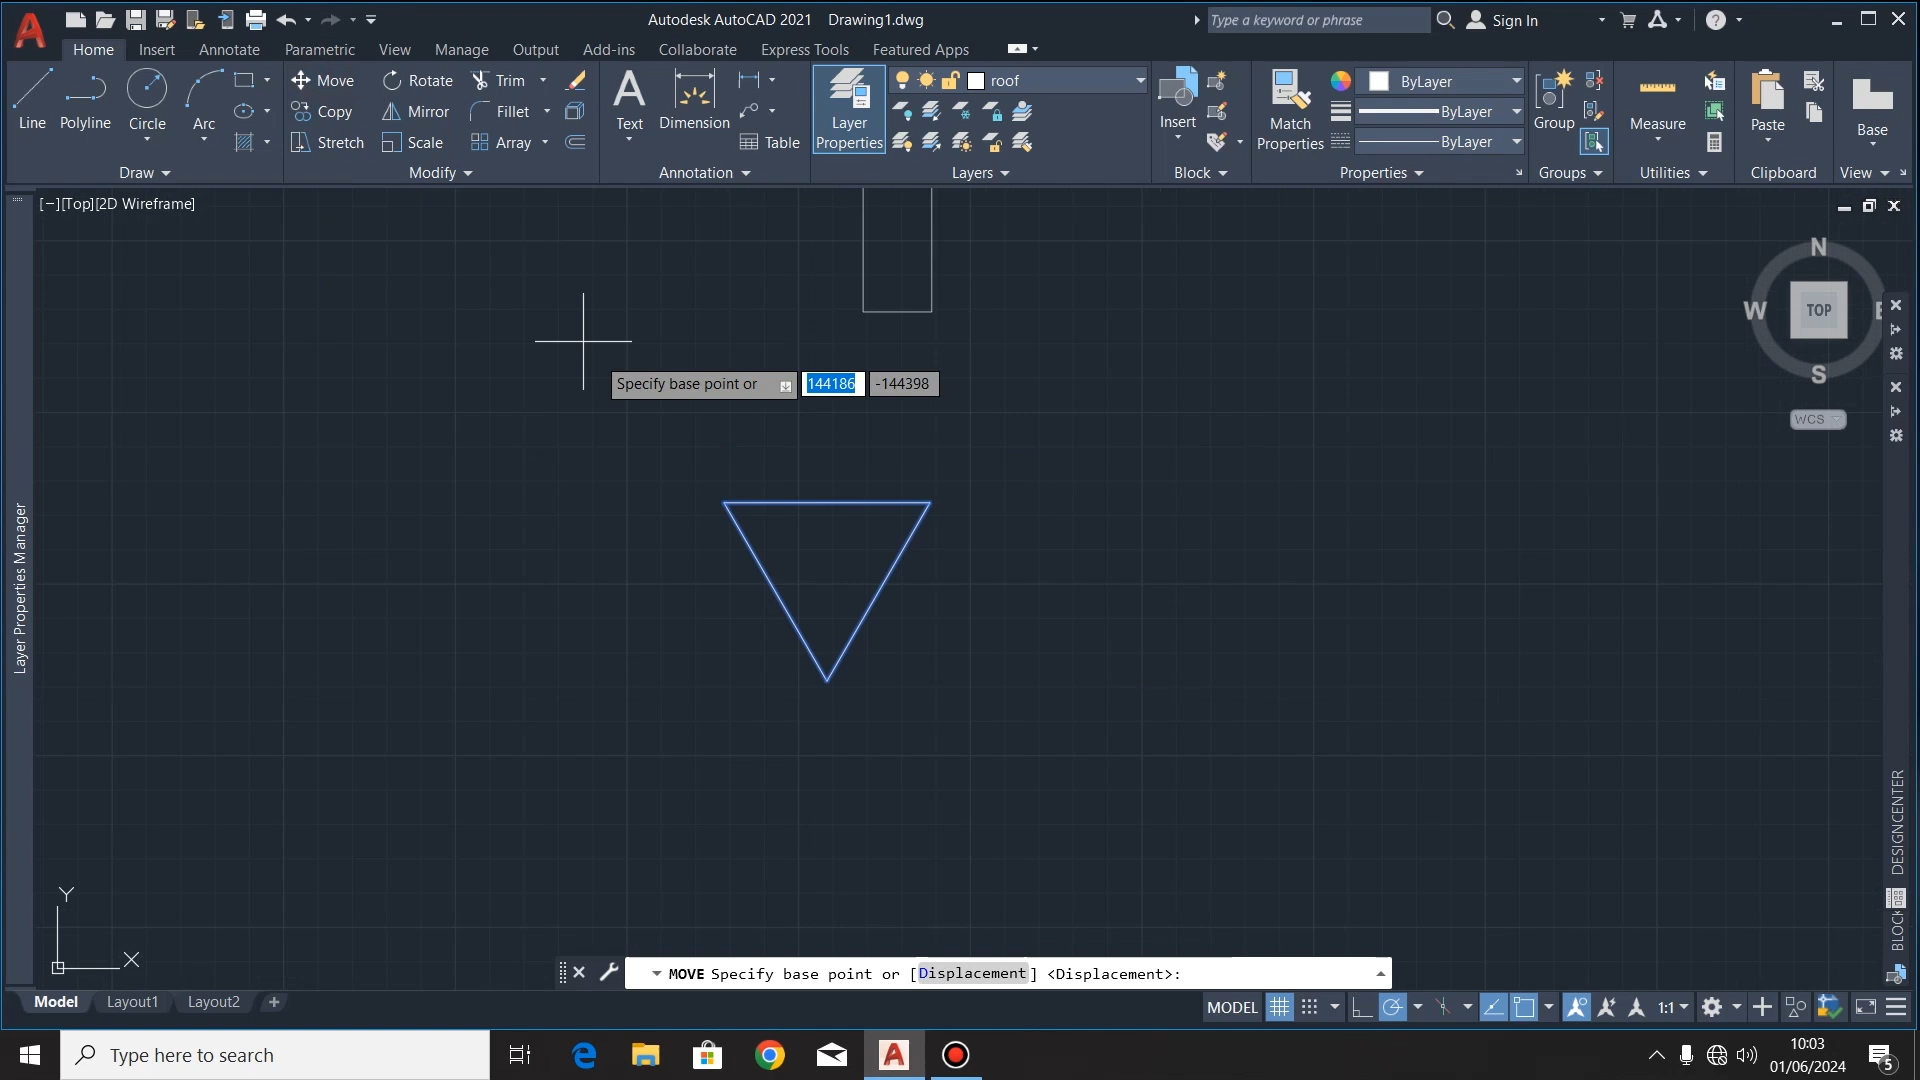 Autodesk AutoCAD 2021 Drawing1.dwg
Type a keyword or phrase
Sign In
Home Insert Annotate Parametric View Manage Output Add-ins Collaborate Express Tools Featured Apps
Line Polyline Circle Arc
Move Rotate Trim
Copy Mirror Fillet
Stretch Scale Array
Text Dimension Table
Layer Properties
roof
Insert
Match Properties
ByLayer
ByLayer
ByLayer
Group
Measure
Paste
Base
Draw Modify Annotation Layers Block Properties Groups Utilities Clipboard View
[−][Top][2D Wireframe]
N
W TOP E
S
WCS
Specify base point or 144186 -144398
Layer Properties Manager
DESIGNCENTER
Y
X
MOVE Specify base point or [Displacement] <Displacement>:
Model Layout1 Layout2 +
MODEL 1:1
Type here to search
10:03
01/06/2024
5